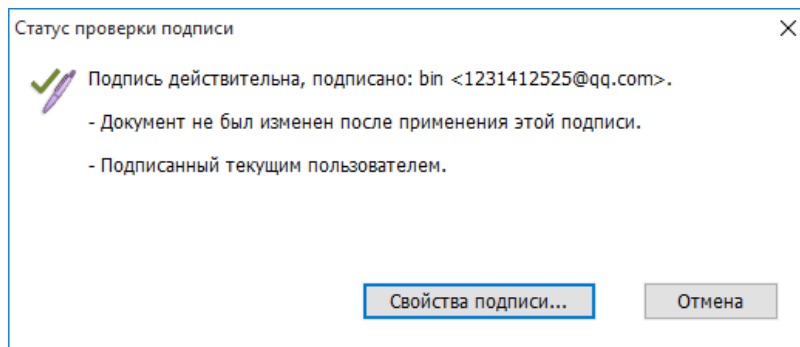 Статус проверки подписи
Подпись действительна, подписано: bin <1231412525@qq.com>.
- Документ не был изменен после применения этой подписи.
- Подписанный текущим пользователем.
Свойства подписи...
Отмена